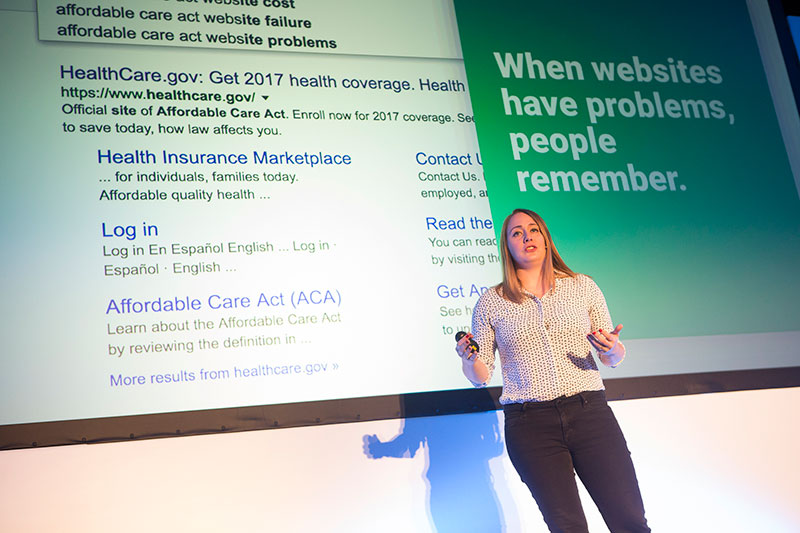 act website cost
affordable care act website failure
affordable care act website problems
HealthCare.gov: Get 2017 health coverage. Health
https://www.healthcare.gov/
Official site of Affordable Care Act. Enroll now for 2017 coverage. See
to save today, how law affects you.
Health Insurance Marketplace
... for individuals, families today.
Affordable quality health ...
Log in
Log in En Español English ... Log in ·
Español · English ...
Affordable Care Act (ACA)
Learn about the Affordable Care Act
by reviewing the definition in ...
More results from healthcare.gov »
Contact
Contact Us.
employed,
Read the
You can read
by visiting
Get
See
When websites
have problems,
people
remember.